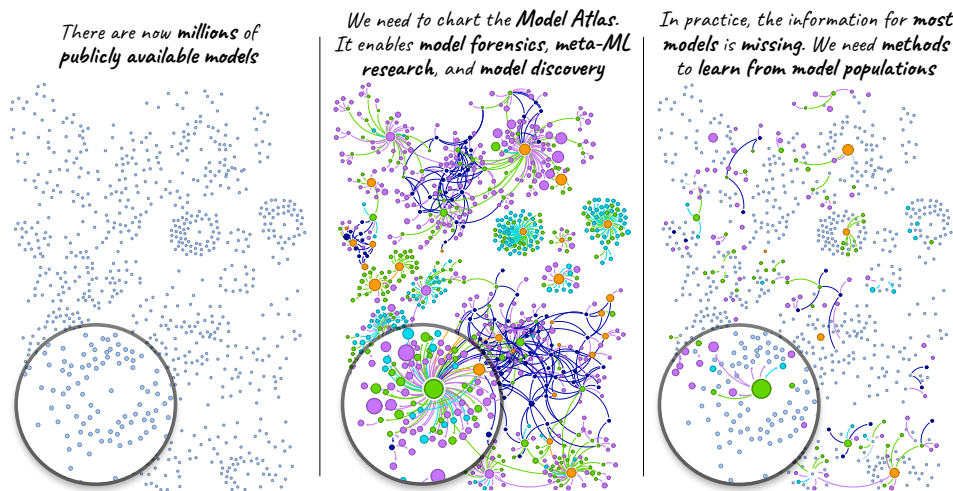 There are now millions of
publicly available models
We need to chart the Model Atlas.
It enables model forensics, meta-ML
research, and model discovery
In practice, the information for most
models is missing. We need methods
to learn from model populations